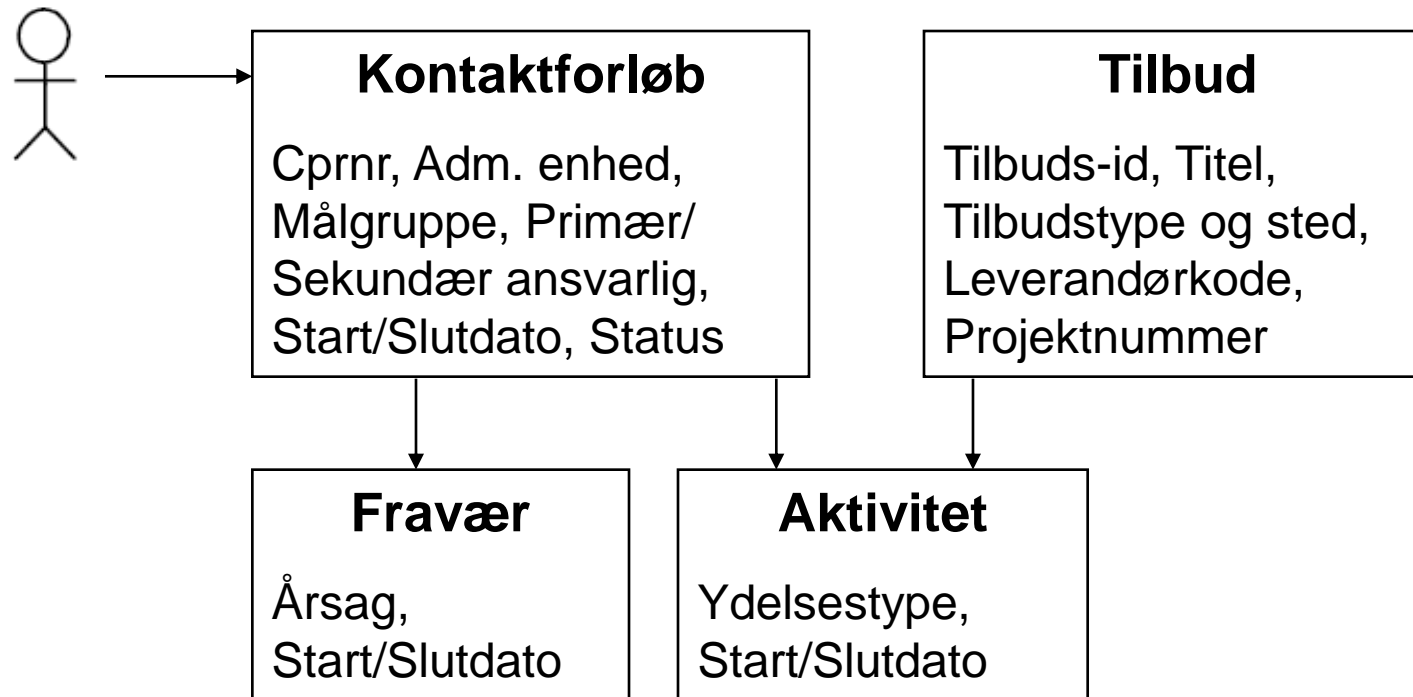 Kontaktforløb
Cprnr, Adm. enhed,
Målgruppe, Primær/
Sekundær ansvarlig,
Start/Slutdato, Status
Tilbud
Tilbuds-id, Titel,
Tilbudstype og sted,
Leverandørkode,
Projektnummer
Fravær
Årsag,
Start/Slutdato
Aktivitet
Ydelsestype,
Start/Slutdato